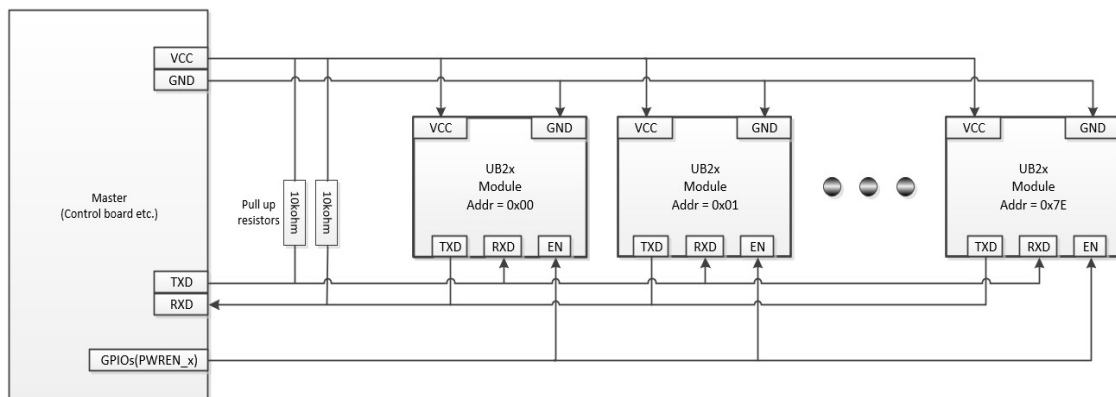 VCC
GND
VCC
GND
VCC
GND
VCC
GND
UB2x
Module
Addr = 0x00
UB2x
Module
Addr = 0x01
UB2x
Module
Addr = 0x7E
Master
(Control board etc.)
Pull up
resistors
10kohm
10kohm
TXD
RXD
EN
TXD
RXD
EN
TXD
RXD
EN
TXD
RXD
GPIOs(PWREN_x)